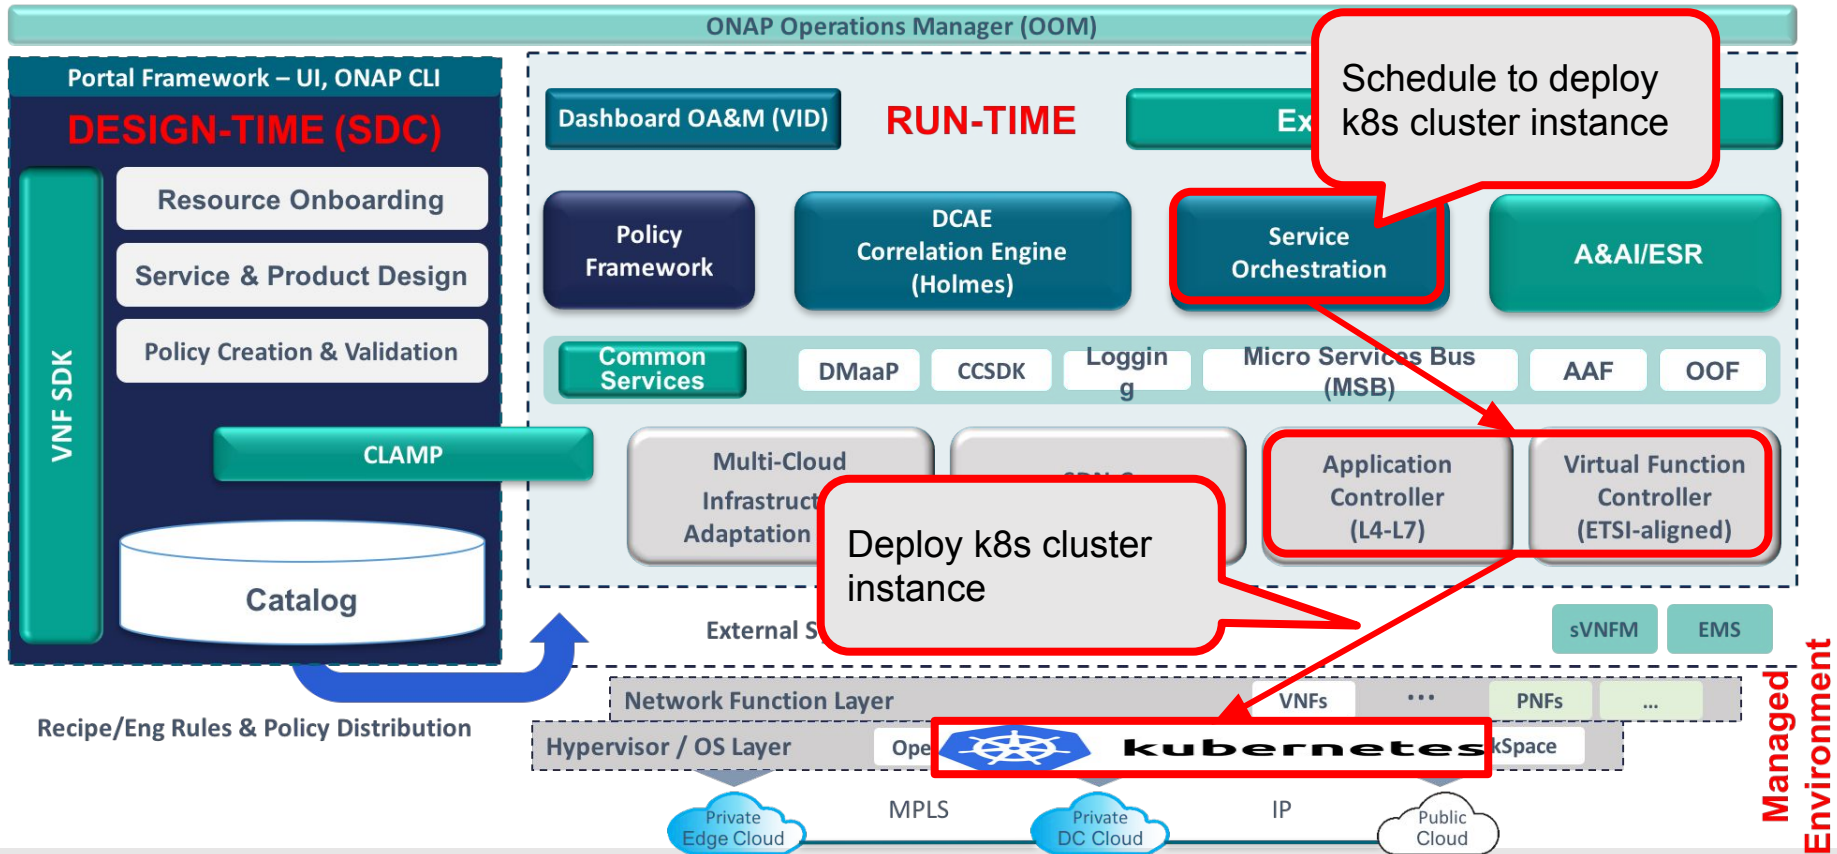 ONAP Operations Manager (OOM)
Portal Framework – UI, ONAP CLI
DESIGN-TIME (SDC)
VNF SDK
Resource Onboarding
Service & Product Design
Policy Creation & Validation
CLAMP
Catalog
Recipe/Eng Rules & Policy Distribution
Dashboard OA&M (VID)
RUN-TIME
Schedule to deploy
k8s cluster instance
Policy
Framework
DCAE
Correlation Engine
(Holmes)
Service
Orchestration
A&AI/ESR
Common
Services
DMaaP
CCSDK
Loggin
g
Micro Services Bus
(MSB)
AAF
OOF
Multi-Cloud
Adaptation
Application
Controller
(L4-L7)
Virtual Function
Controller
(ETSI-aligned)
Deploy k8s cluster
instance
External
sVNFM
EMS
Network Function Layer
VNFs
...
PNFs
...
Hypervisor / OS Layer
kubernetes
Private
Edge Cloud
MPLS
Private
DC Cloud
IP
Public
Cloud
Managed
Environment